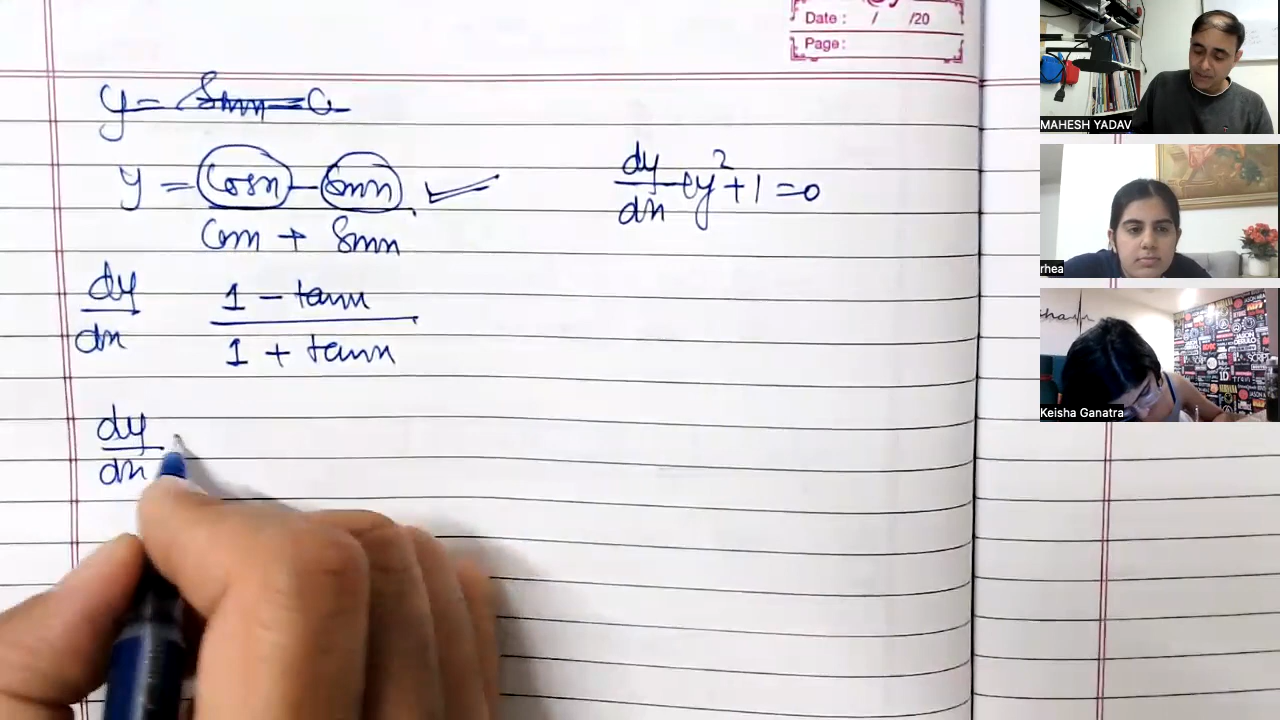 Date : / /20
Page:
y = cosx - sinx
cosx + sinx
dy/dx + y² + 1 = 0
dy
dx
1 - tanx
1 + tanx
dy
dx
MAHESH YADAV
rhea
Keisha Ganatra